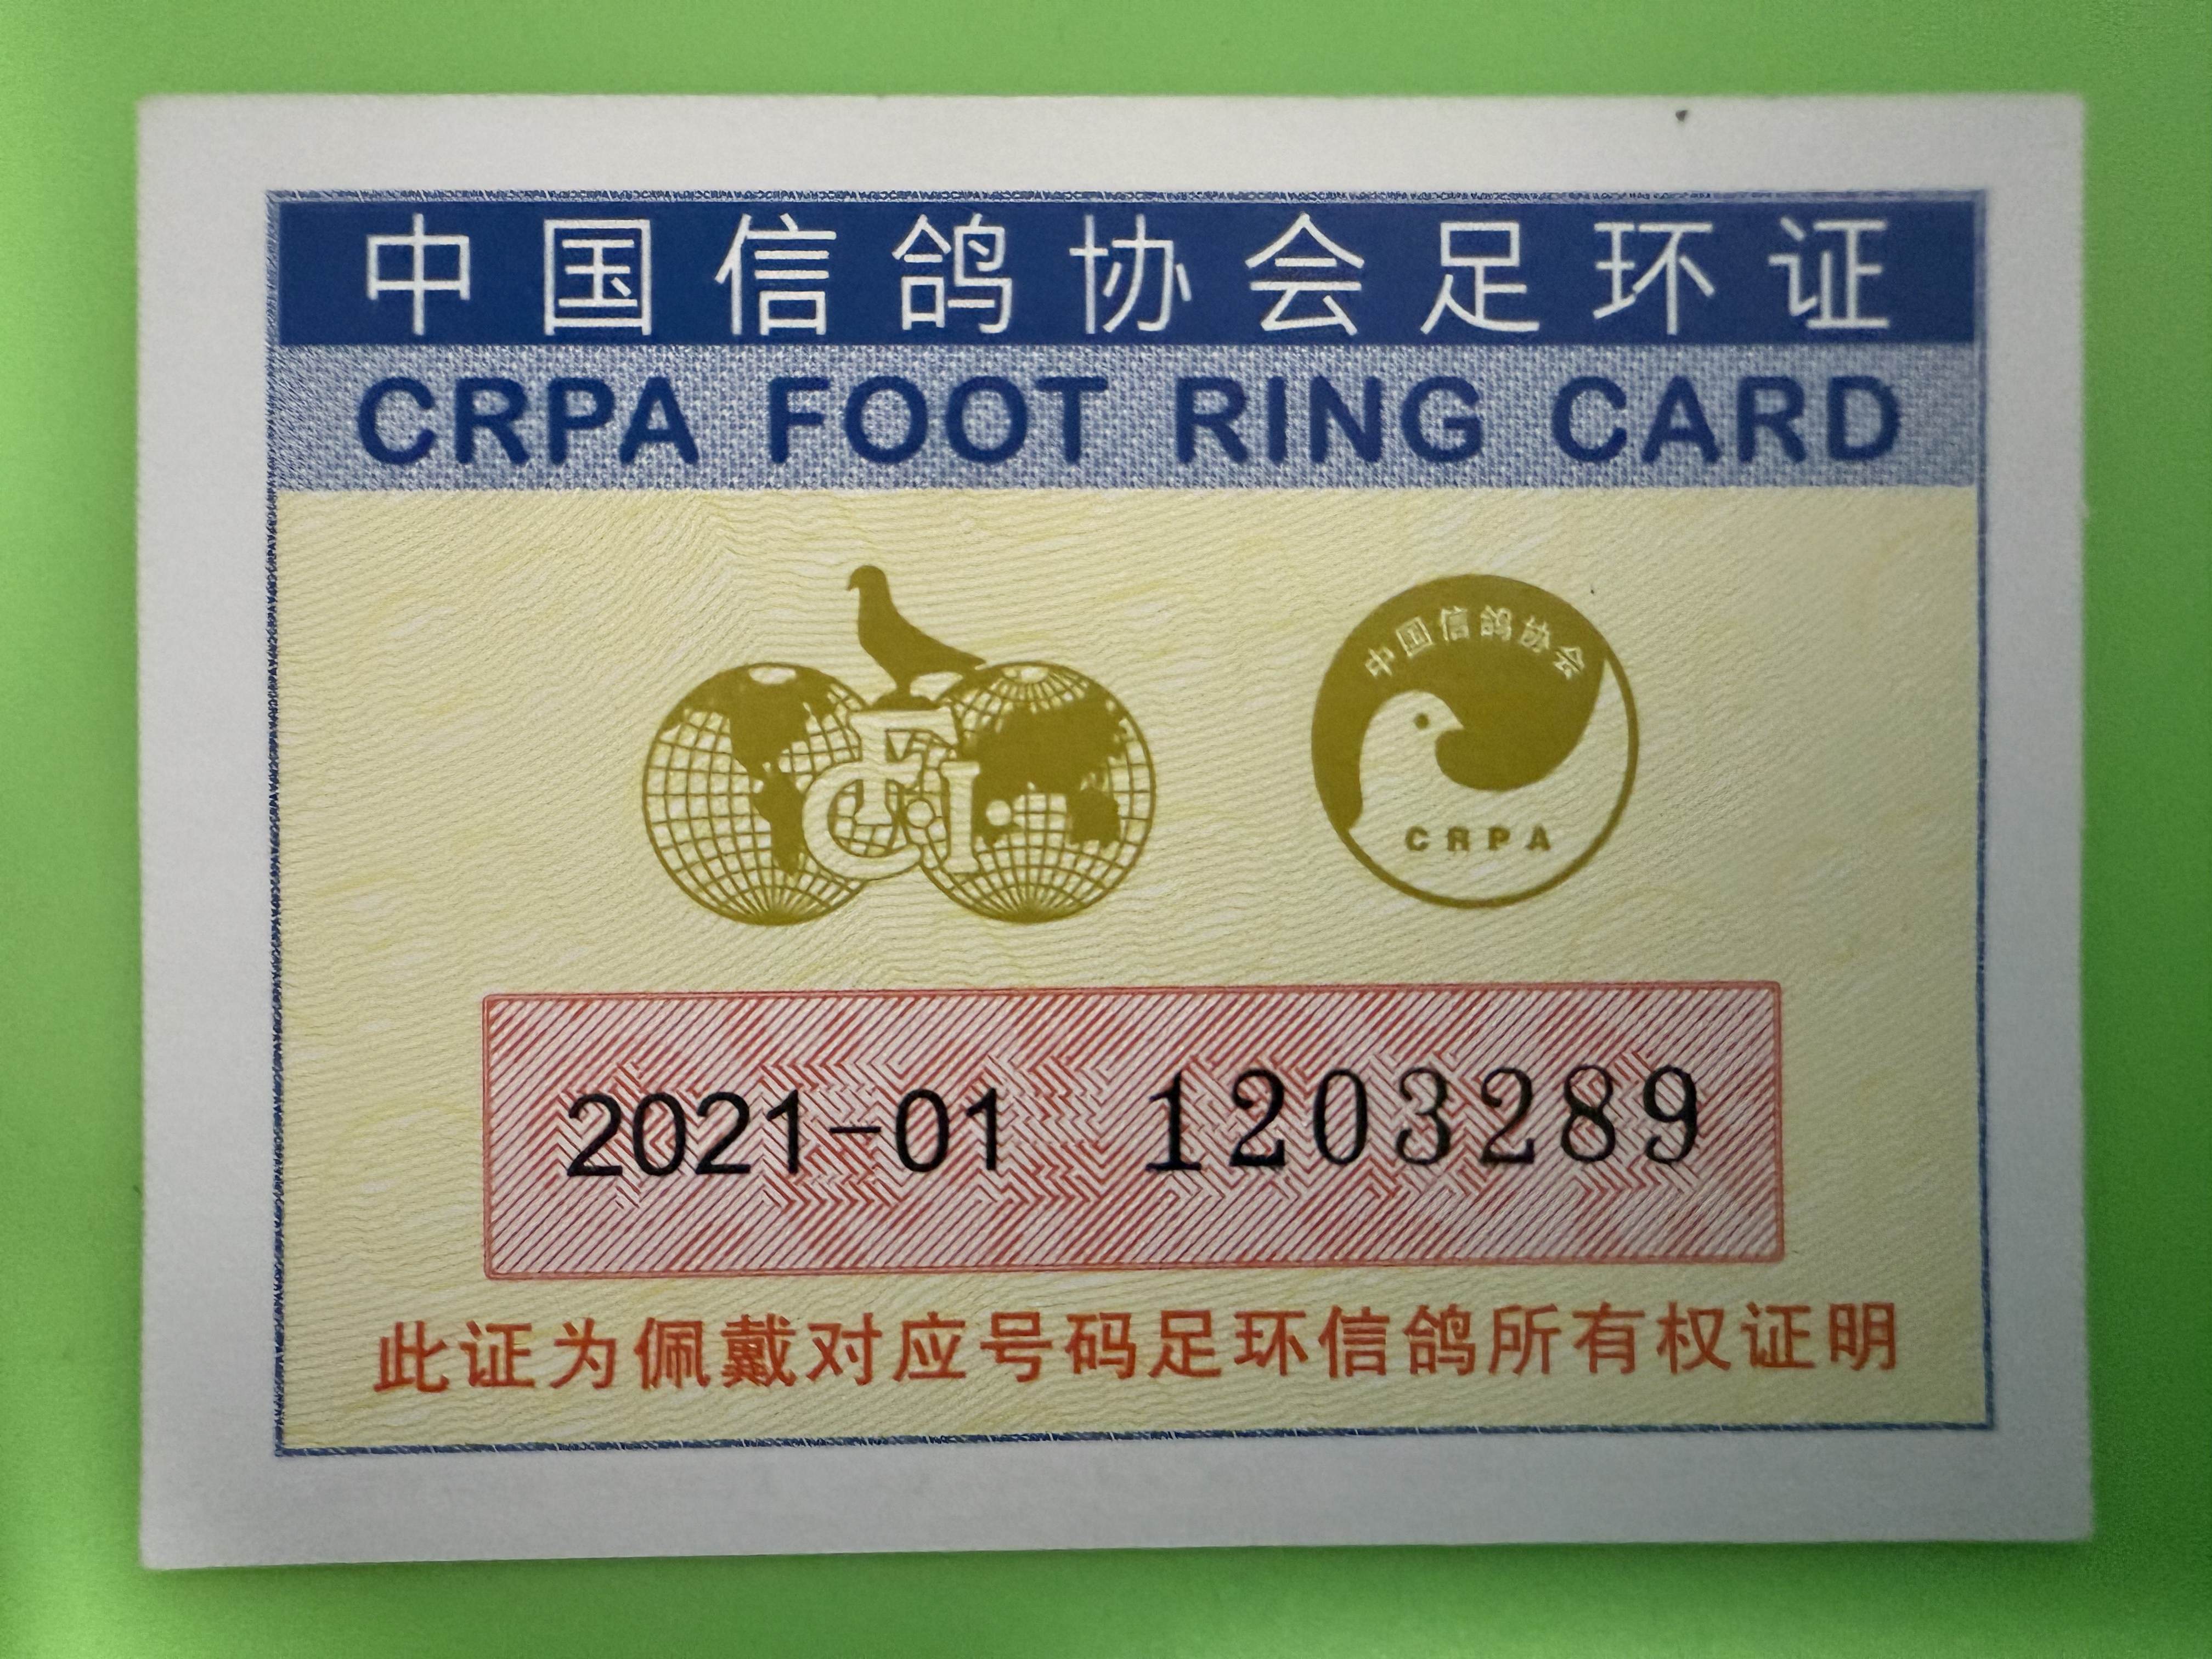 中国信鸽协会足环证
CRPA FOOT RING CARD
中国信鸽协会
CRPA
2021-01 1203289
此证为佩戴对应号码足环信鸽所有权证明